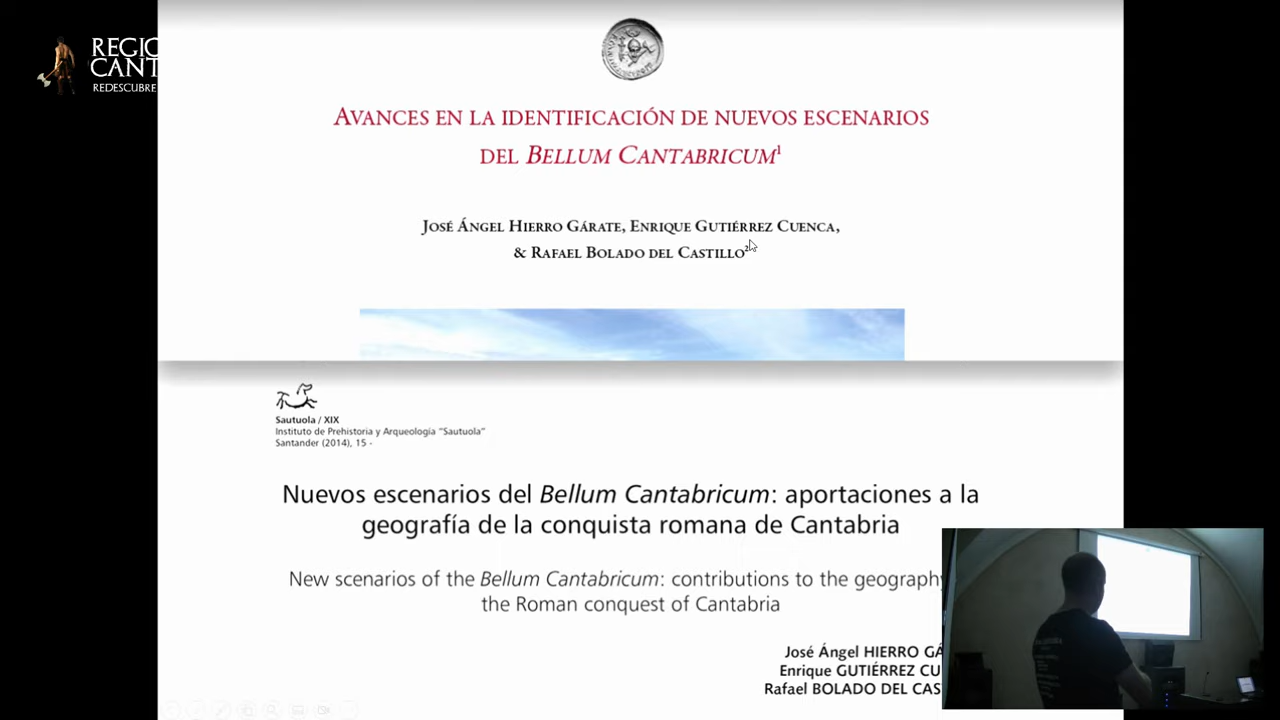 REGIO
CANT
REDESCUBRE
AVANCES EN LA IDENTIFICACIÓN DE NUEVOS ESCENARIOS
DEL BELLUM CANTABRICUM¹
JOSÉ ÁNGEL HIERRO GÁRATE, ENRIQUE GUTIÉRREZ CUENCA,
& RAFAEL BOLADO DEL CASTILLO²
Sautuola / XIX
Instituto de Prehistoria y Arqueología "Sautuola"
Santander (2014), 15 -
Nuevos escenarios del Bellum Cantabricum: aportaciones a la
geografía de la conquista romana de Cantabria
New scenarios of the Bellum Cantabricum: contributions to the geography
the Roman conquest of Cantabria
José Ángel HIERRO GÁ
Enrique GUTIÉRREZ CU
Rafael BOLADO DEL CAS